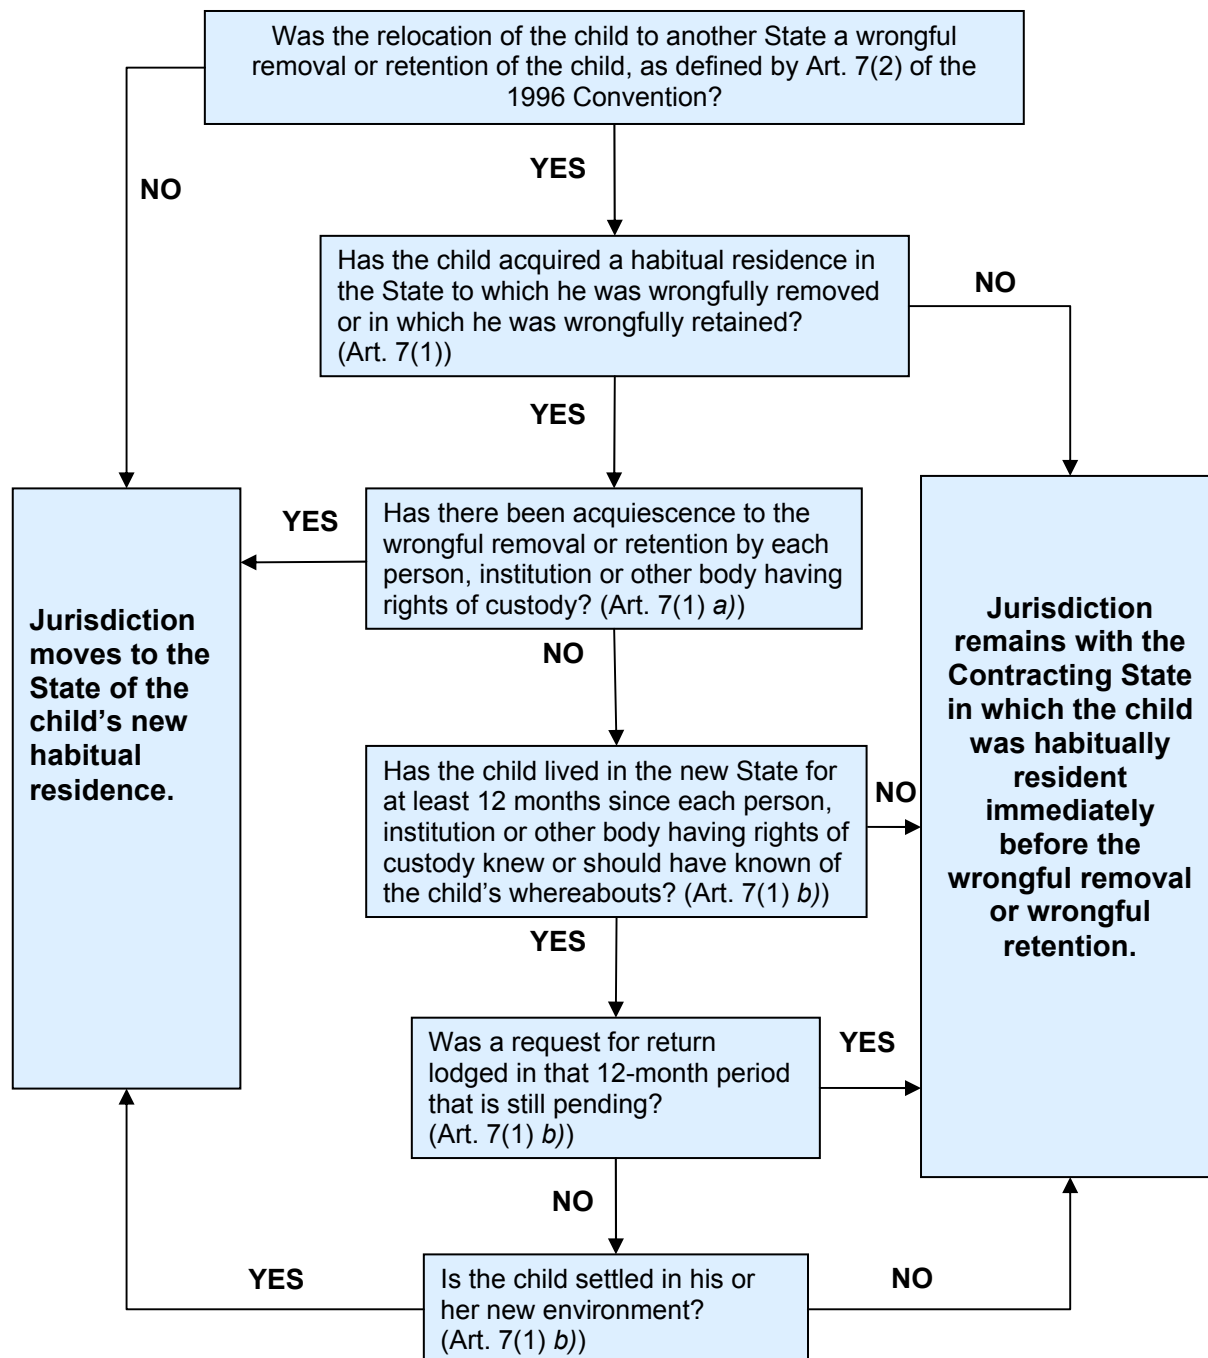 Was the relocation of the child to another State a wrongful
removal or retention of the child, as defined by Art. 7(2) of the
1996 Convention?
NO
YES
Has the child acquired a habitual residence in
the State to which he was wrongfully removed
or in which he was wrongfully retained?
(Art. 7(1))
NO
YES
Has there been acquiescence to the
wrongful removal or retention by each
person, institution or other body having
rights of custody? (Art. 7(1) a))
YES
NO
Jurisdiction
moves to the
State of the
child’s new
habitual
residence.
Jurisdiction
remains with the
Contracting State
in which the child
was habitually
resident
immediately
before the
wrongful removal
or wrongful
retention.
Has the child lived in the new State for
at least 12 months since each person,
institution or other body having rights of
custody knew or should have known of
the child’s whereabouts? (Art. 7(1) b))
NO
YES
Was a request for return
lodged in that 12-month period
that is still pending?
(Art. 7(1) b))
YES
NO
Is the child settled in his or
her new environment?
(Art. 7(1) b))
YES
NO